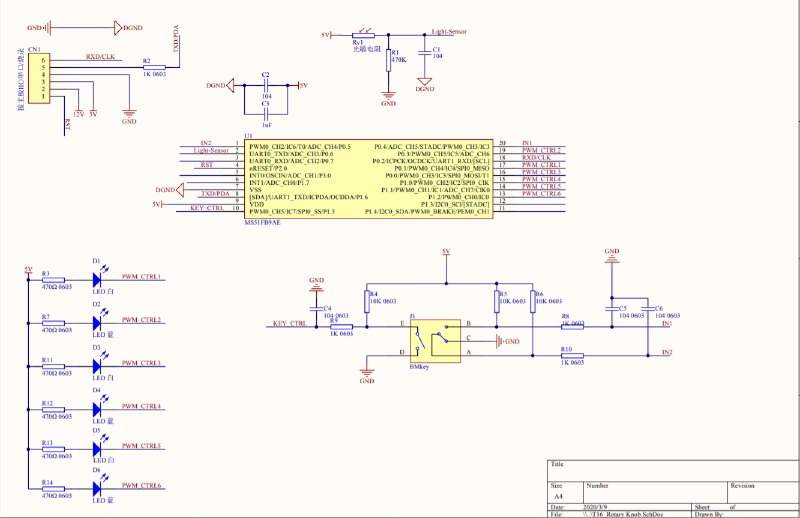 GND
DGND
CN1
接主板ISO串口/烧录
6
5
4
3
2
1
RXD/CLK
R2
1K 0603
TXD/PDA
12V
5V
GND
RST
DGND
C2
104
5V
C3
1uF
5V
Rv1
光敏电阻
Light-Sensor
R1
470K
C1
104
GND
DGND
U1
IN2 1 PWM0_CH2/IC6/T0/ADC_CH4/P0.5
Light-Sensor 2 UART0_TXD/ADC_CH3/P0.6
3 UART0_RXD/ADC_CH2/P0.7
RST 4 nRESET/P2.0
5 INT0/OSCIN/ADC_CH1/P3.0
6 INT1/ADC_CH0/P1.7
DGND 7 VSS
TXD/PDA 8 [SDA]/UART1_TXD/ICPDA/OCDDA/P1.6
5V 9 VDD
KEY_CTRL 10 PWM0_CH5/IC7/SPI0_SS/P1.5
P0.4/ADC_CH5/STADC/PWM0_CH3/IC3 20 IN1
P0.3/PWM0_CH5/IC5/ADC_CH6 19 PWM_CTRL2
P0.2/ICPCK/OCDCK/UART1_RXD/[SCL] 18 RXD/CLK
P0.1/PWM0_CH4/IC4/SPI0_MISO 17 PWM_CTRL1
P0.0/PWM0_CH3/IC3/SPI0_MOSI/T1 16 PWM_CTRL3
P1.0/PWM0_CH2/IC2/SPI0_CLK 15 PWM_CTRL4
P1.1/PWM0_CH1/IC1/ADC_CH7/CLK0 14 PWM_CTRL5
P1.2/PWM0_CH0/IC0 13 PWM_CTRL6
P1.3/I2C0_SCl/[STADC] 12
P1.4/I2C0_SDA/PWM0_BRAKE/PEM0_CH1 11
MS51FB9AE
5V
R3
470Ω 0603
D1
LED 白
PWM_CTRL1
R7
470Ω 0603
D2
LED 蓝
PWM_CTRL2
R11
470Ω 0603
D3
LED 白
PWM_CTRL3
R12
470Ω 0603
D4
LED 蓝
PWM_CTRL4
R13
470Ω 0603
D5
LED 白
PWM_CTRL5
R14
470Ω 0603
D6
LED 蓝
PWM_CTRL6
KEY_CTRL
GND
C4
104 0603
R9
1K 0603
R4
10K 0603
5V
R5
10K 0603
R6
10K 0603
J1
E
D
B
C
A
BMkey
GND
GND
R8
1K 0603
R10
1K 0603
GND
C5
104 0603
C6
104 0603
IN1
IN2
Title
Size
A4
Number
Revision
Date: 2020/3/9
Sheet of
File: \\..\T16_Rotary Knob.SchDoc
Drawn By: